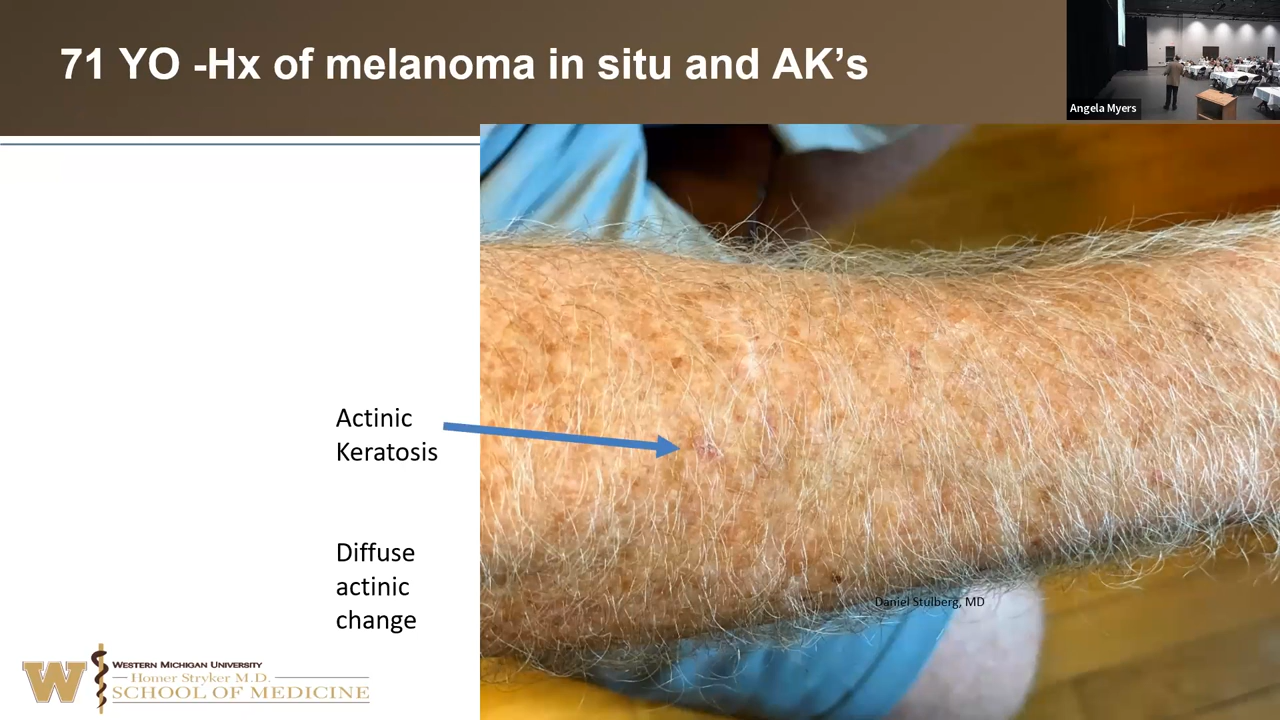 71 YO -Hx of melanoma in situ and AK’s
Angela Myers
Actinic
Keratosis
Diffuse
actinic
change
Daniel Stulberg, MD
W
WESTERN MICHIGAN UNIVERSITY
Homer Stryker M.D.
SCHOOL OF MEDICINE